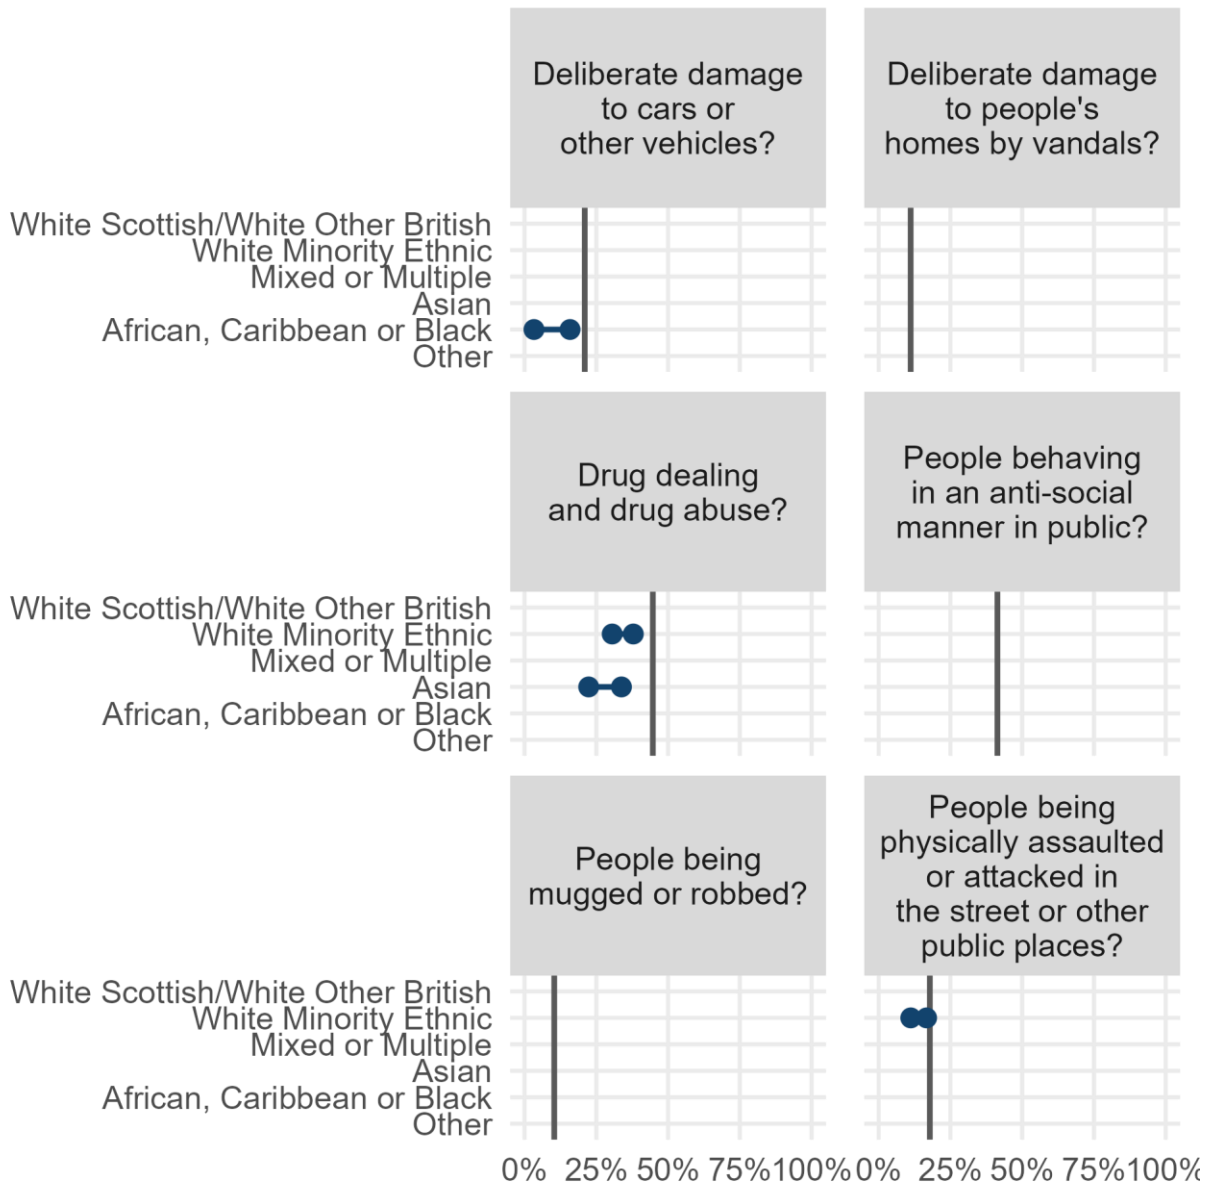 Deliberate damage
to cars or
other vehicles?
Deliberate damage
to people's
homes by vandals?
White Scottish/White Other British
White Minority Ethnic
Mixed or Multiple
Asian
African, Caribbean or Black
Other
Drug dealing
and drug abuse?
People behaving
in an anti-social
manner in public?
White Scottish/White Other British
White Minority Ethnic
Mixed or Multiple
Asian
African, Caribbean or Black
Other
People being
mugged or robbed?
People being
physically assaulted
or attacked in
the street or other
public places?
White Scottish/White Other British
White Minority Ethnic
Mixed or Multiple
Asian
African, Caribbean or Black
Other
0% 25% 50% 75% 100% 0% 25% 50% 75% 100%